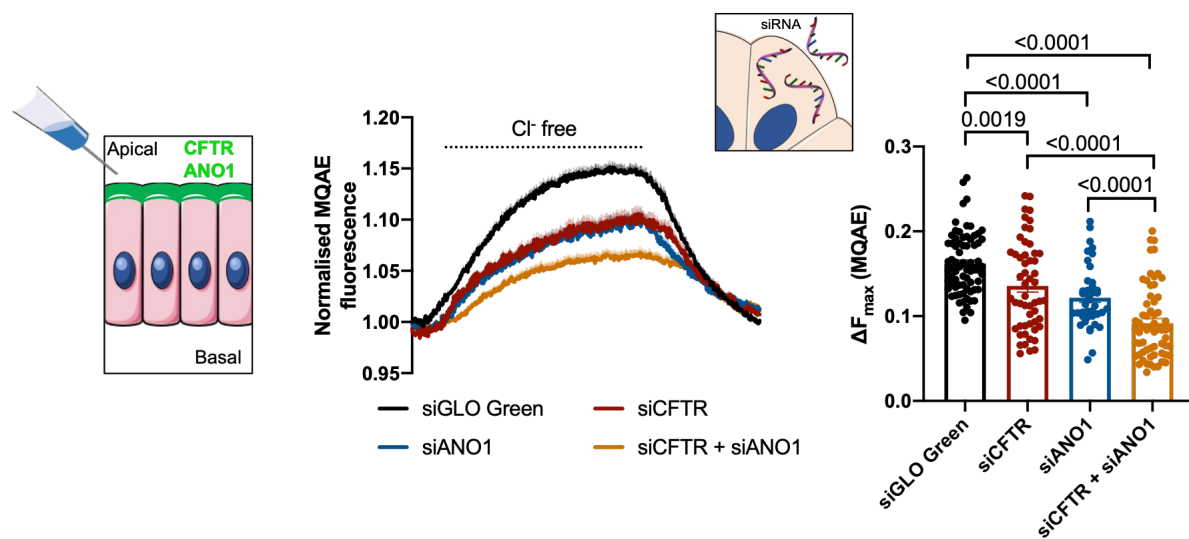 Apical
CFTR
ANO1
Basal
Normalised MQAE
fluorescence
1.20
1.15
1.10
1.05
1.00
0.95
Cl⁻ free
siGLO Green
siCFTR
siANO1
siCFTR + siANO1
siRNA
<0.0001
<0.0001
0.0019
<0.0001
<0.0001
ΔFmax (MQAE)
0.3
0.2
0.1
0.0
siGLO Green
siCFTR
siANO1
siCFTR + siANO1